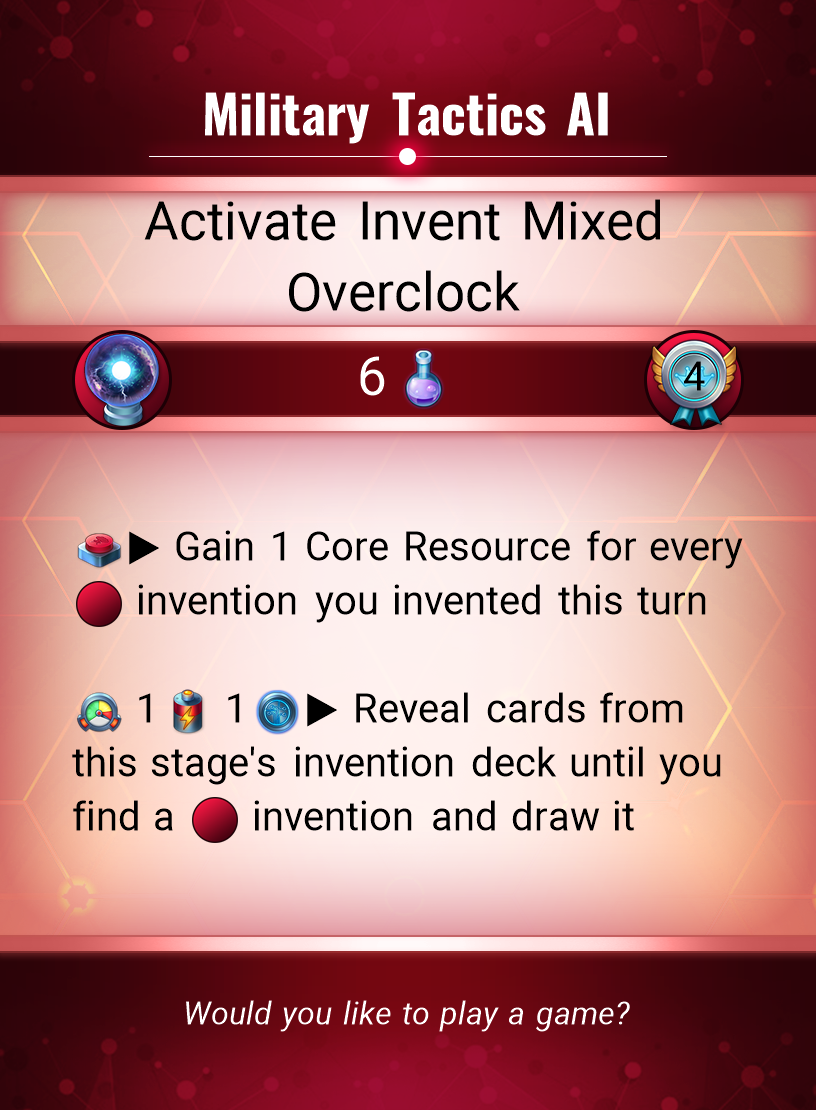 Military Tactics AI
Activate Invent Mixed
Overclock
6
4
Gain 1 Core Resource for every
invention you invented this turn
1 1 Reveal cards from
this stage's invention deck until you
find a invention and draw it
Would you like to play a game?